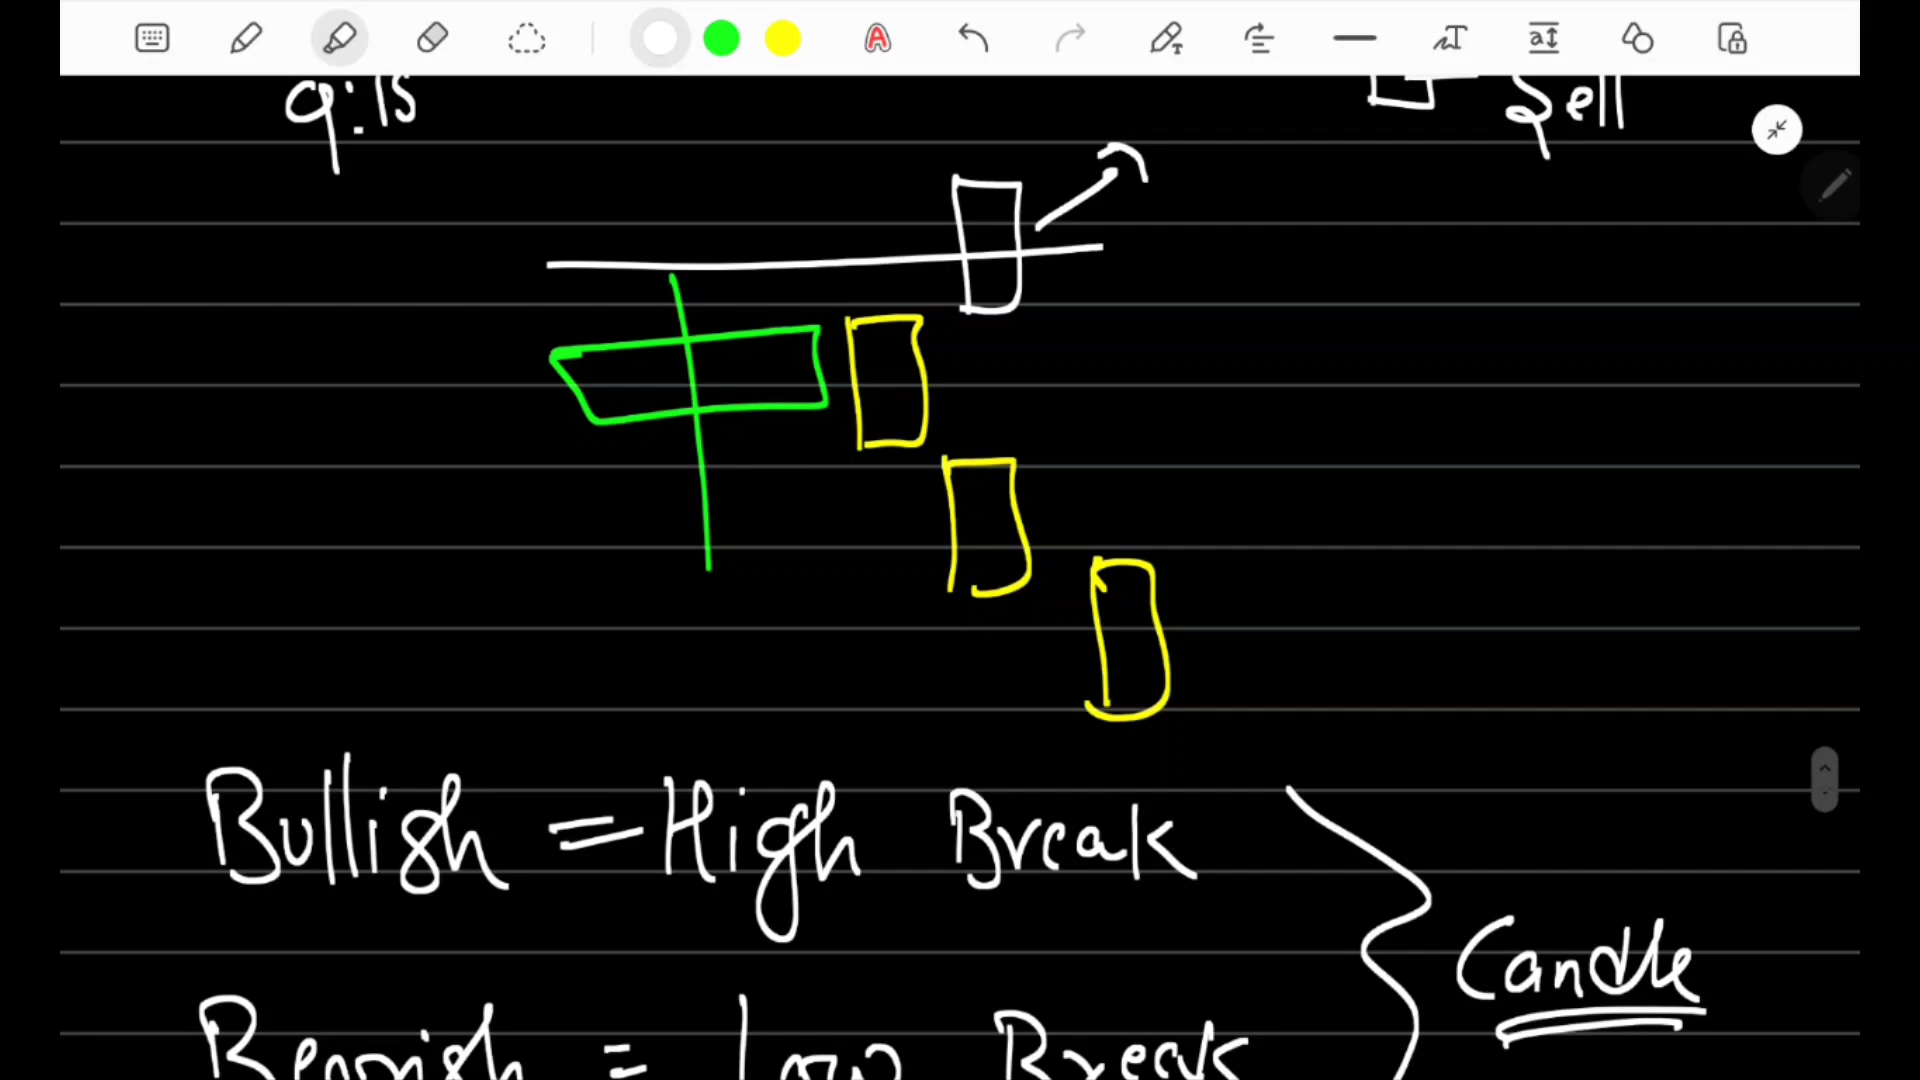 9:15
Sell
Bullish = High Break
Candle
Bearish = Low Break